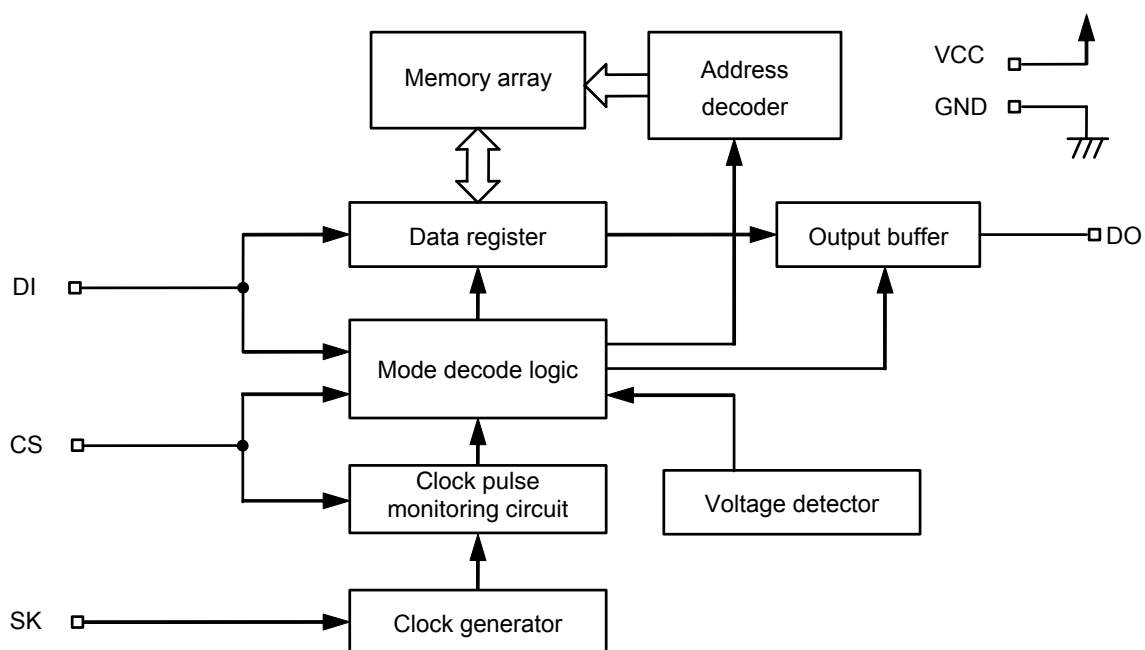 Memory array
Address
decoder
VCC
GND
Data register
Output buffer
DO
DI
Mode decode logic
CS
Clock pulse
monitoring circuit
Voltage detector
SK
Clock generator